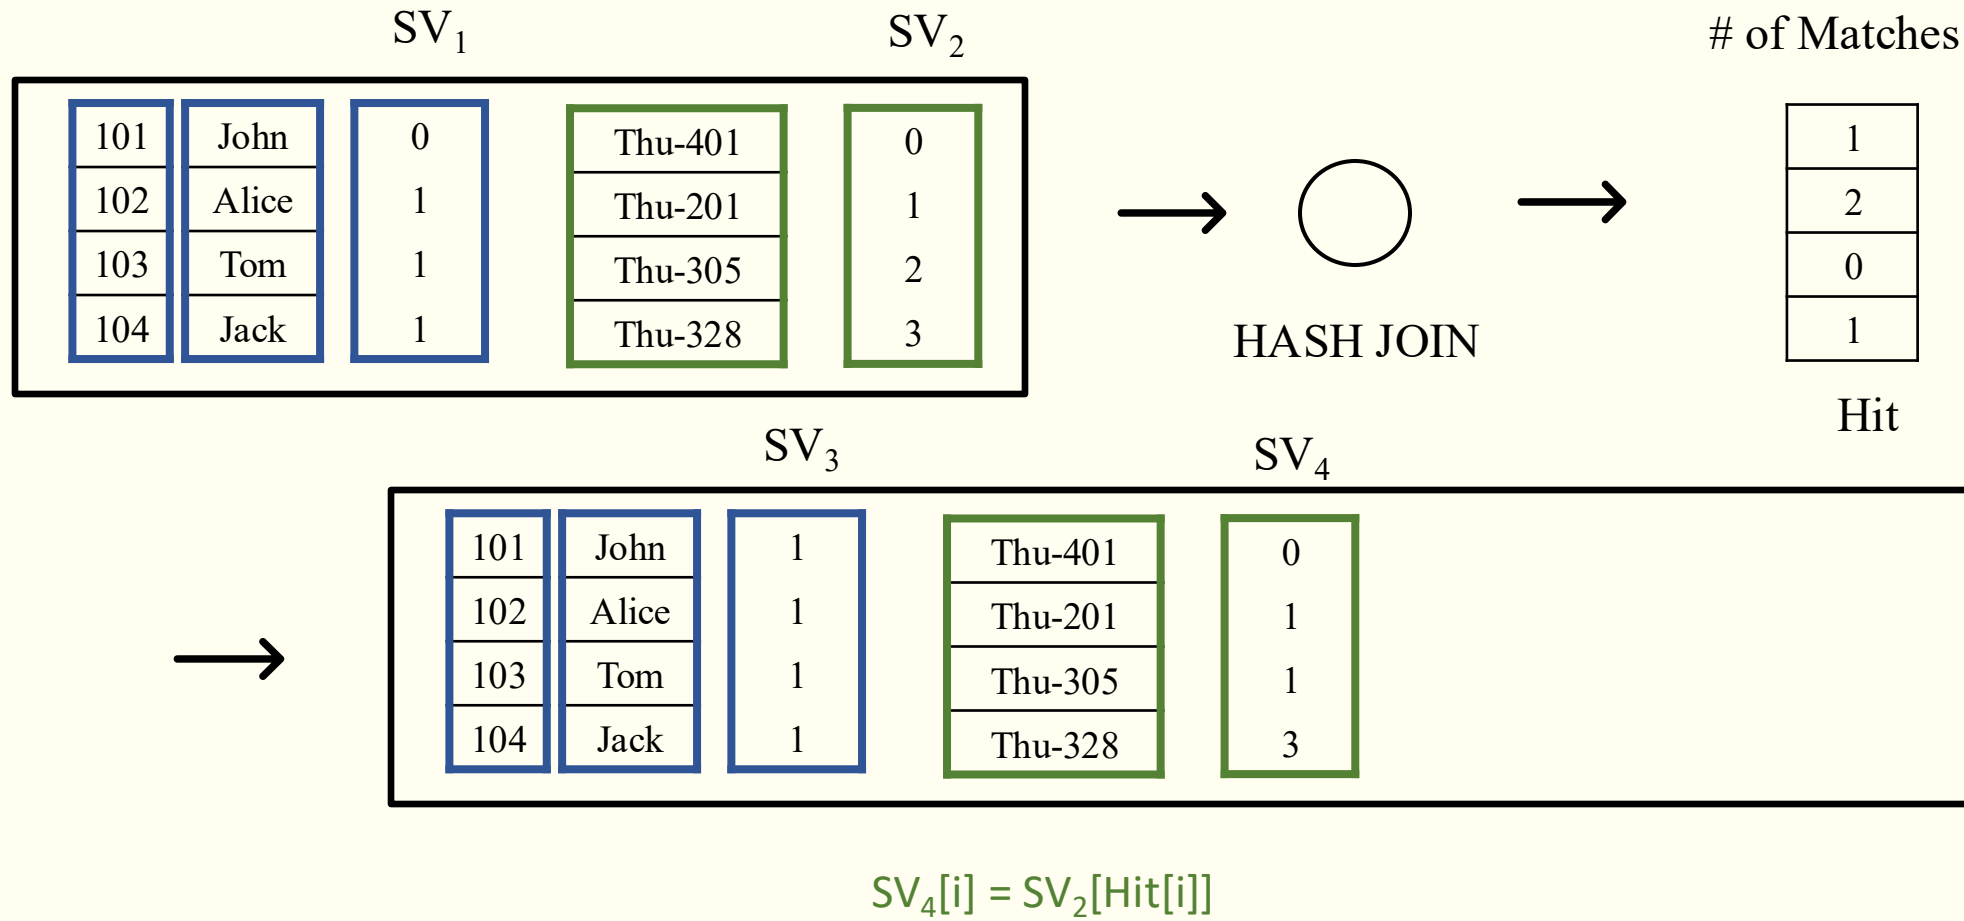 SV₁ SV₂ # of Matches
101 John 0 Thu-401 0 1
102 Alice 1 Thu-201 1 2
103 Tom 1 Thu-305 2 0
104 Jack 1 Thu-328 3 1
HASH JOIN
Hit
SV₃ SV₄
101 John 1 Thu-401 0
102 Alice 1 Thu-201 1
103 Tom 1 Thu-305 1
104 Jack 1 Thu-328 3
SV₄[i] = SV₂[Hit[i]]